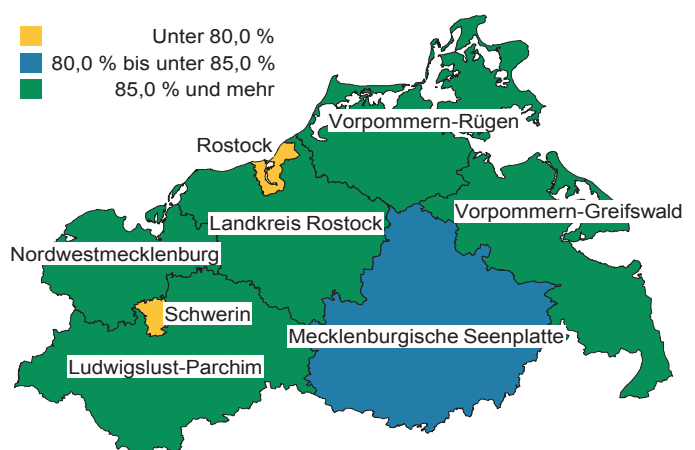 Unter 80,0 %
80,0 % bis unter 85,0 %
85,0 % und mehr
Vorpommern-Rügen
Rostock
Vorpommern-Greifswald
Landkreis Rostock
Nordwestmecklenburg
Schwerin
Mecklenburgische Seenplatte
Ludwigslust-Parchim